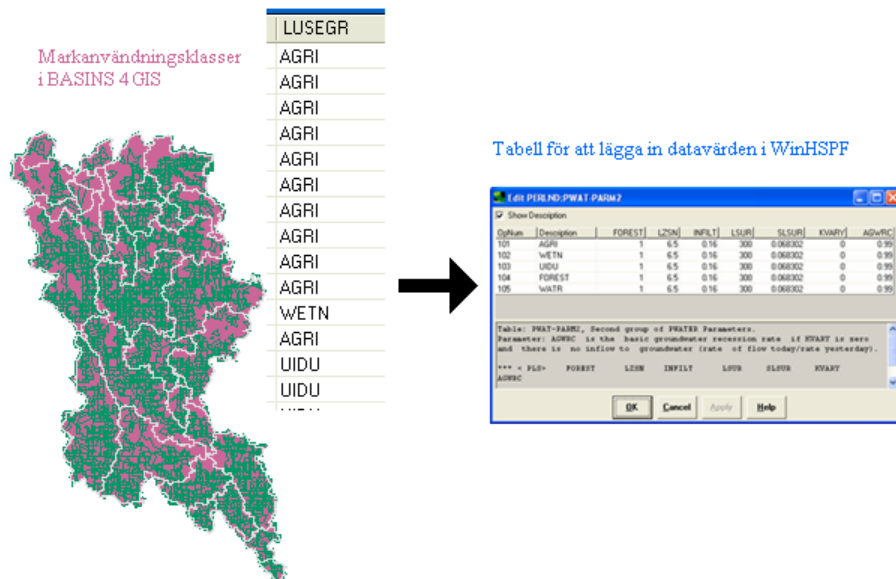 Markanvändningsklasser
i BASINS 4 GIS
LUSEGR
AGRI
AGRI
AGRI
AGRI
AGRI
AGRI
AGRI
AGRI
AGRI
AGRI
WETN
AGRI
UIDU
UIDU
Tabell för att lägga in datavärden i WinHSPF
Edit PERLND:PWAT-PARM2
Show Description
OpNum Description FOREST LZSN INFILT LSUR SLSUR KVARY AGWRC
101 AGRI 1 6.5 0.16 300 0.068302 0 0.99
102 WETN 1 6.5 0.16 300 0.068302 0 0.99
103 UIDU 1 6.5 0.16 300 0.068302 0 0.99
104 FOREST 1 6.5 0.16 300 0.068302 0 0.99
105 WATR 1 6.5 0.16 300 0.068302 0 0.99
Table: PWAT-PARM2, Second group of PWATER Parameters.
Parameter: AGWRC is the basic groundwater recession rate if KVARY is zero
and there is no inflow to groundwater (rate of flow today/rate yesterday).
*** < PLS> FOREST LZSN INFILT LSUR SLSUR KVARY
AGWRC
OK Cancel Apply Help